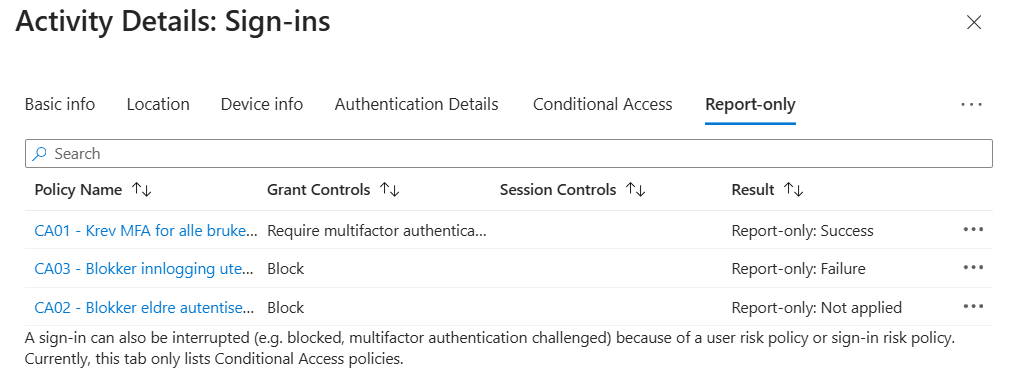 Activity Details: Sign-ins
Basic info Location Device info Authentication Details Conditional Access Report-only ...
Search
Policy Name Grant Controls Session Controls Result
CA01 - Krev MFA for alle bruke... Require multifactor authentica... Report-only: Success ...
CA03 - Blokker innlogging ute... Block Report-only: Failure ...
CA02 - Blokker eldre autentise... Block Report-only: Not applied ...
A sign-in can also be interrupted (e.g. blocked, multifactor authentication challenged) because of a user risk policy or sign-in risk policy.
Currently, this tab only lists Conditional Access policies.